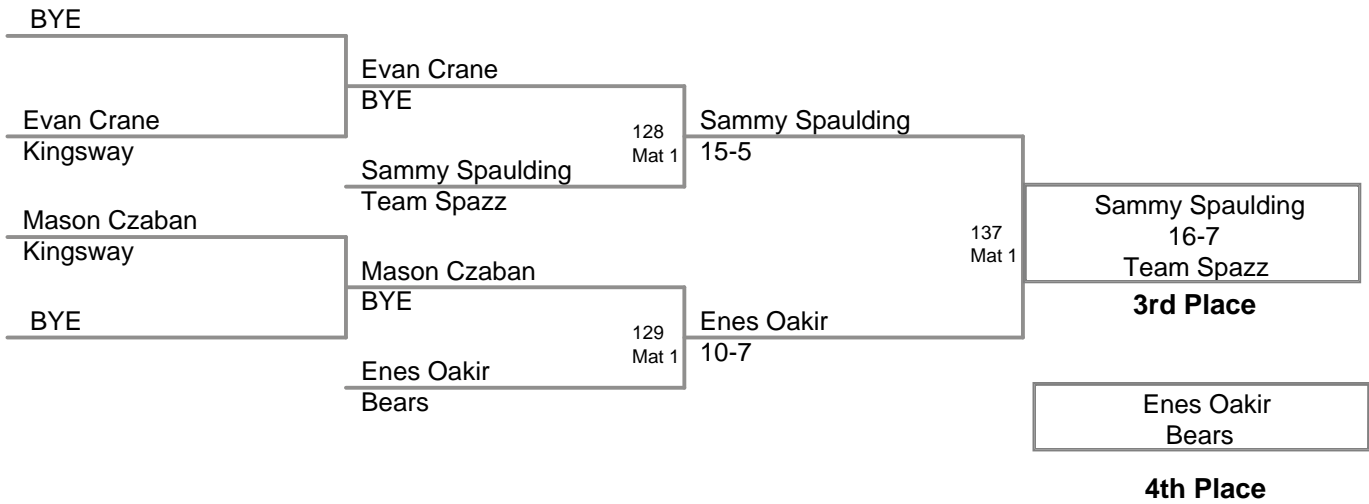 BYE
Evan Crane
BYE
Evan Crane
Kingsway
128
Mat 1
Sammy Spaulding
15-5
Sammy Spaulding
Team Spazz
Mason Czaban
Kingsway
137
Mat 1
Sammy Spaulding
16-7
Team Spazz
3rd Place
Mason Czaban
BYE
BYE
129
Mat 1
Enes Oakir
10-7
Enes Oakir
Bears
Enes Oakir
Bears
4th Place